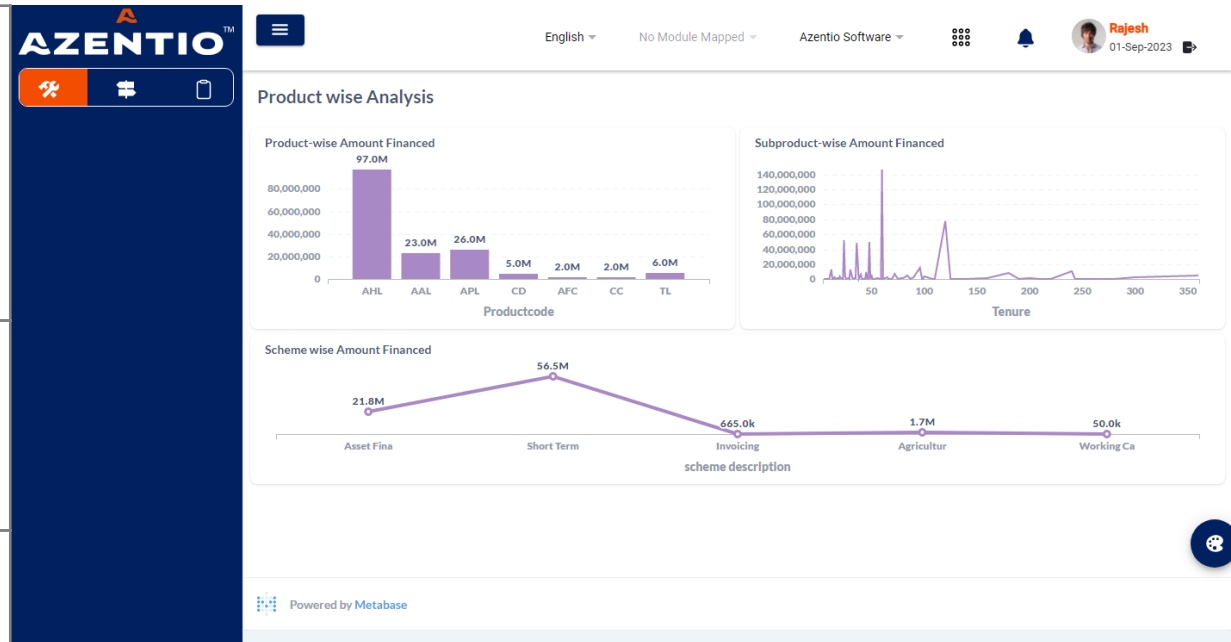 AZENTIO™
English
No Module Mapped
Azentio Software
Rajesh
01-Sep-2023
Product wise Analysis
Product-wise Amount Financed
97.0M
80,000,000
60,000,000
40,000,000
20,000,000
0
23.0M
26.0M
5.0M
2.0M
2.0M
6.0M
AHL AAL APL CD AFC CC TL
Productcode
Subproduct-wise Amount Financed
140,000,000
120,000,000
100,000,000
80,000,000
60,000,000
40,000,000
20,000,000
0
50 100 150 200 250 300 350
Tenure
Scheme wise Amount Financed
21.8M
56.5M
665.0k
1.7M
50.0k
Asset Fina Short Term Invoicing Agricultur Working Ca
scheme description
Powered by Metabase